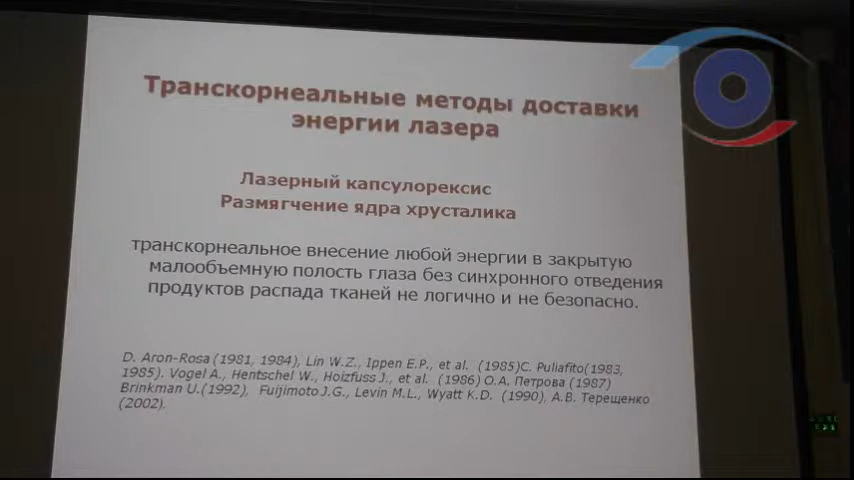 Транскорнеальные методы доставки
энергии лазера
Лазерный капсулорексис
Размягчение ядра хрусталика
транскорнеальное внесение любой энергии в закрытую
малообъемную полость глаза без синхронного отведения
продуктов распада тканей не логично и не безопасно.
D. Aron-Rosa (1981, 1984), Lin W.Z., Ippen E.P., et al. (1985)C. Puliafito(1983,
1985). Vogel A., Hentschel W., Hoizfuss J., et al. (1986) О.А. Петрова (1987)
Brinkman U.(1992), Fuijimoto J.G., Levin M.L., Wyatt K.D. (1990), А.В. Терещенко
(2002).